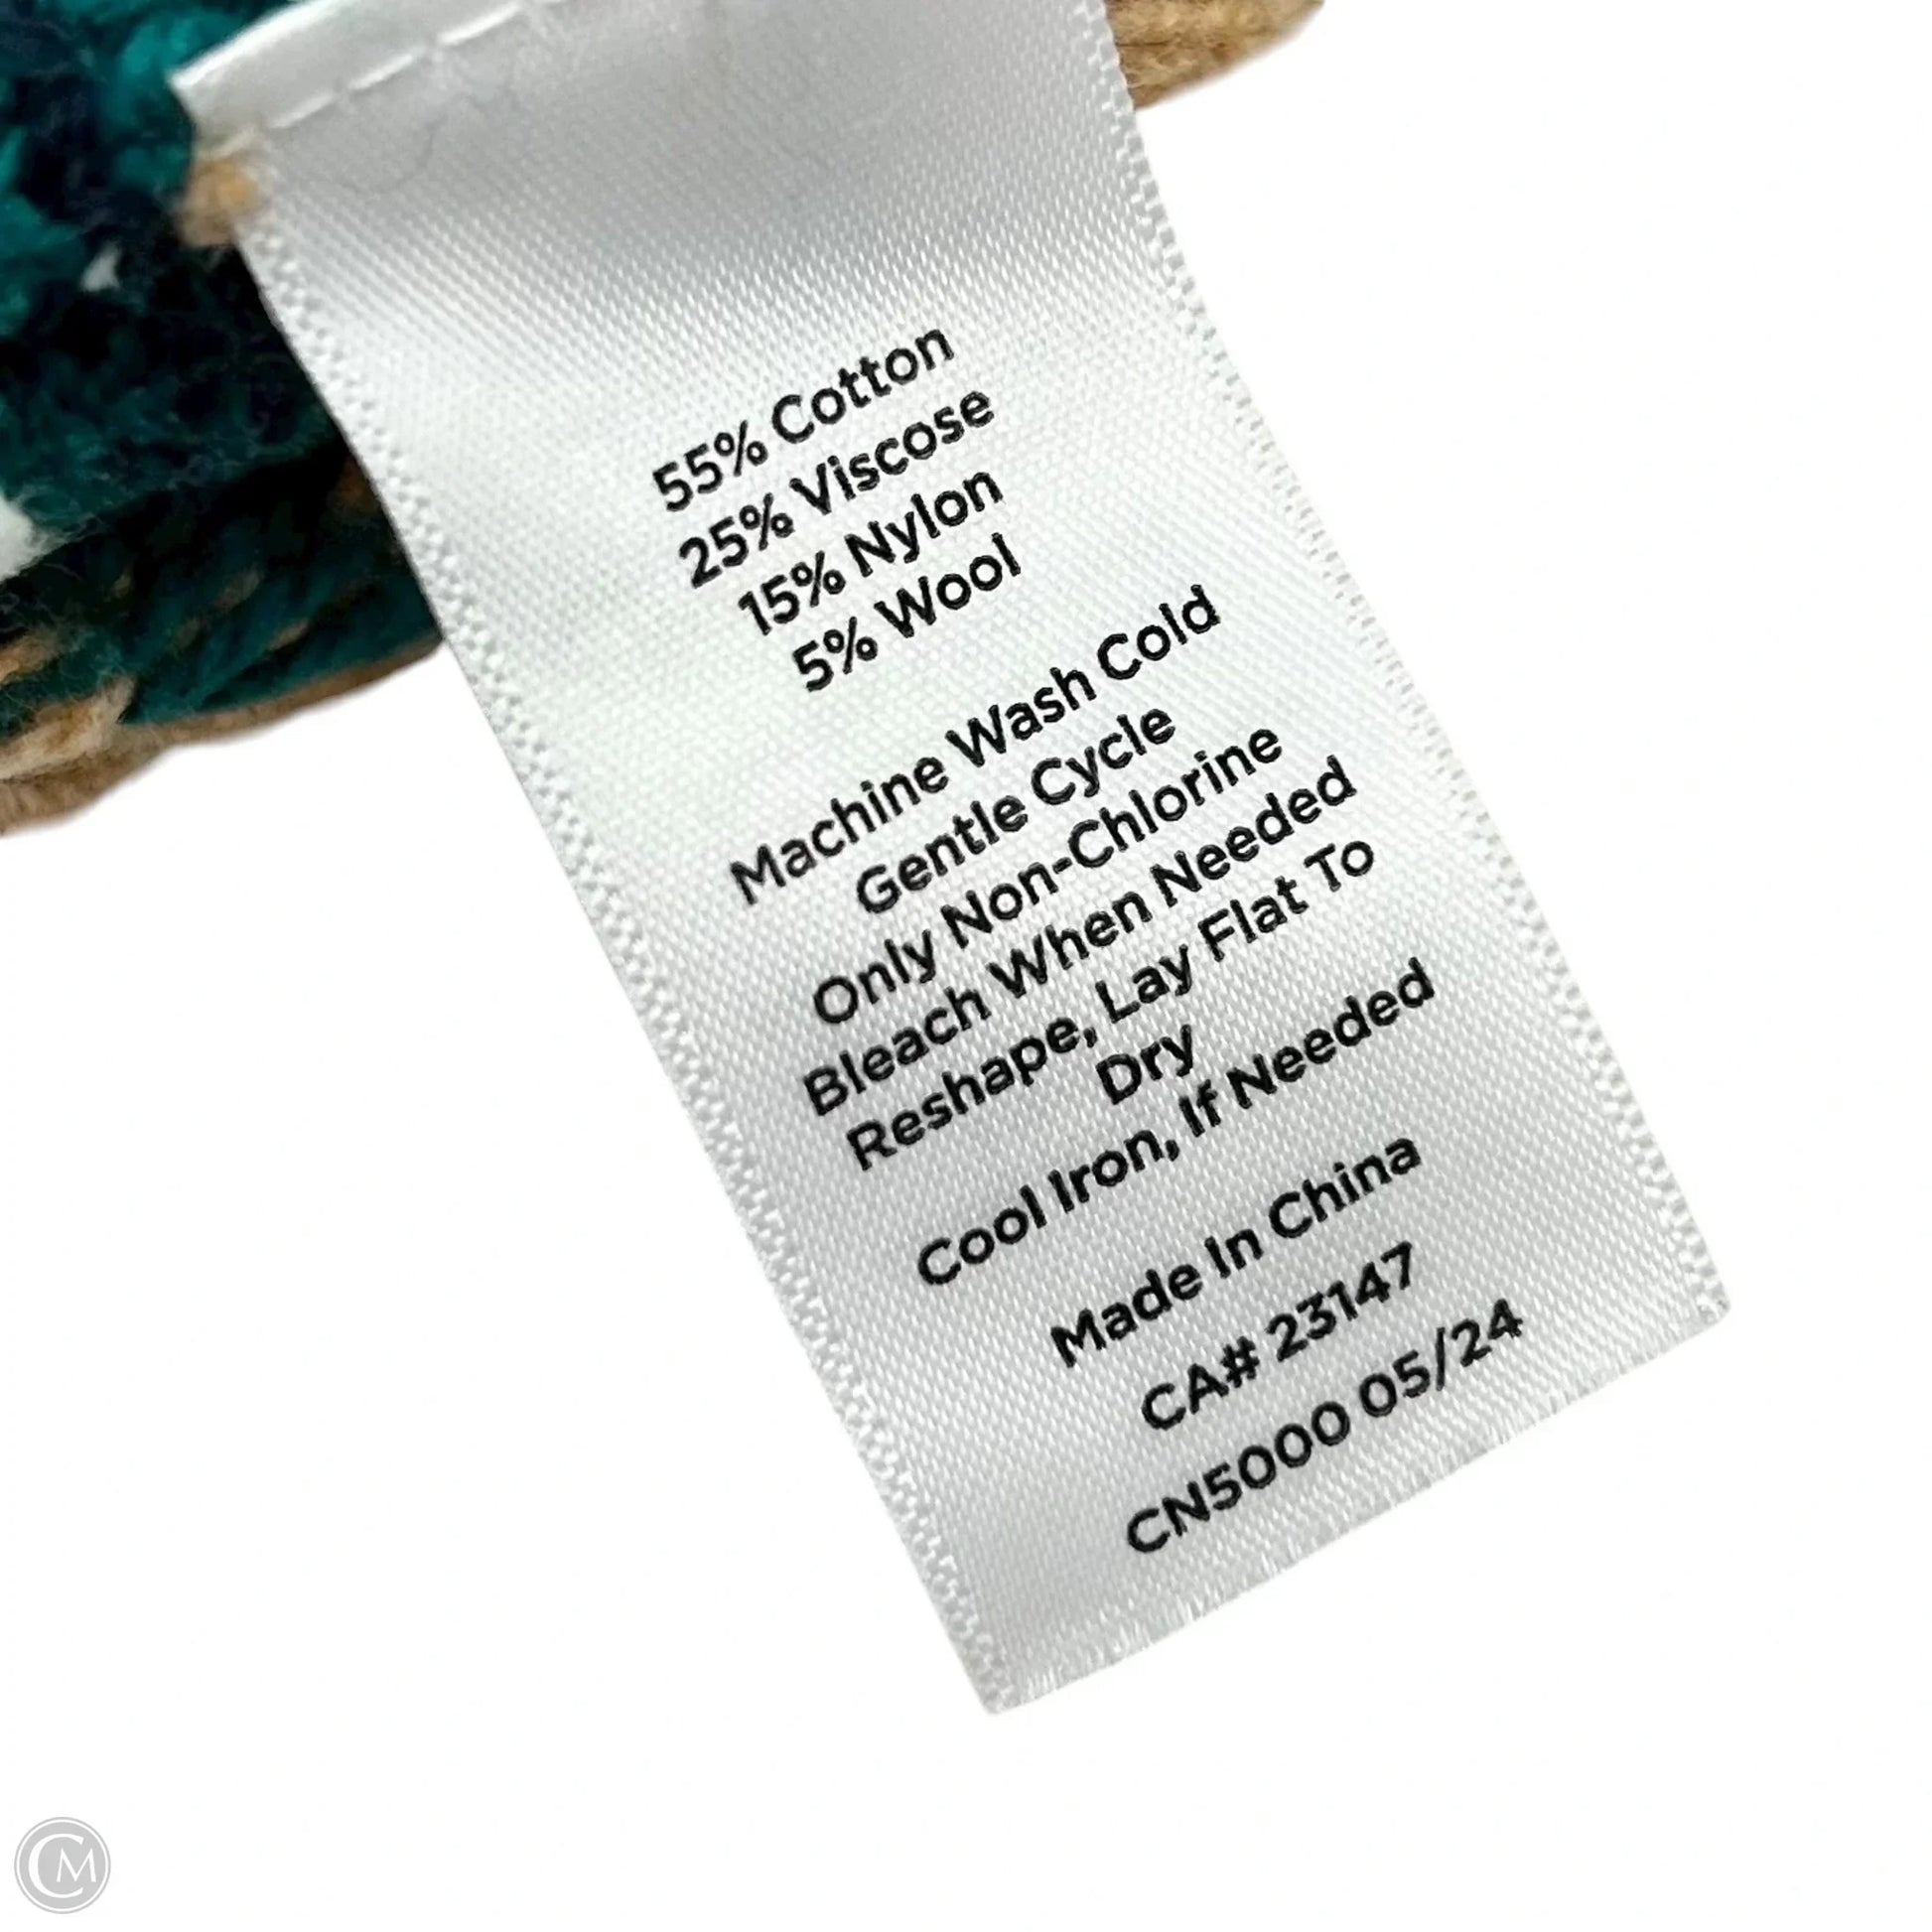 55% Cotton
25% Viscose
15% Nylon
5% Wool
Machine Wash Cold
Gentle Cycle
Only Non-Chlorine
Bleach When Needed
Reshape, Lay Flat To
Dry
Cool Iron, If Needed
Made In China
CA# 23147
CN5000 05/24
CM